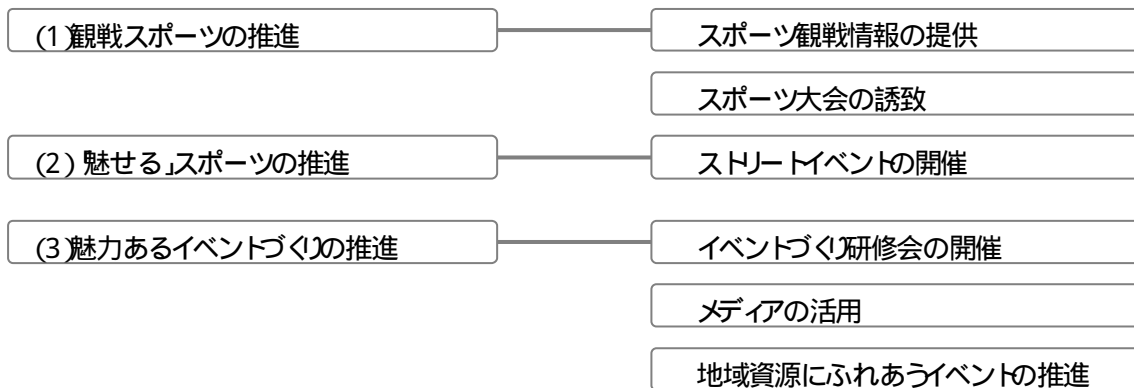 (1)観戦スポーツの推進
スポーツ観戦情報の提供
スポーツ大会の誘致
(2)「魅せる」スポーツの推進
ストリートイベントの開催
(3)魅力あるイベントづくりの推進
イベントづくり研修会の開催
メディアの活用
地域資源にふれあうイベントの推進